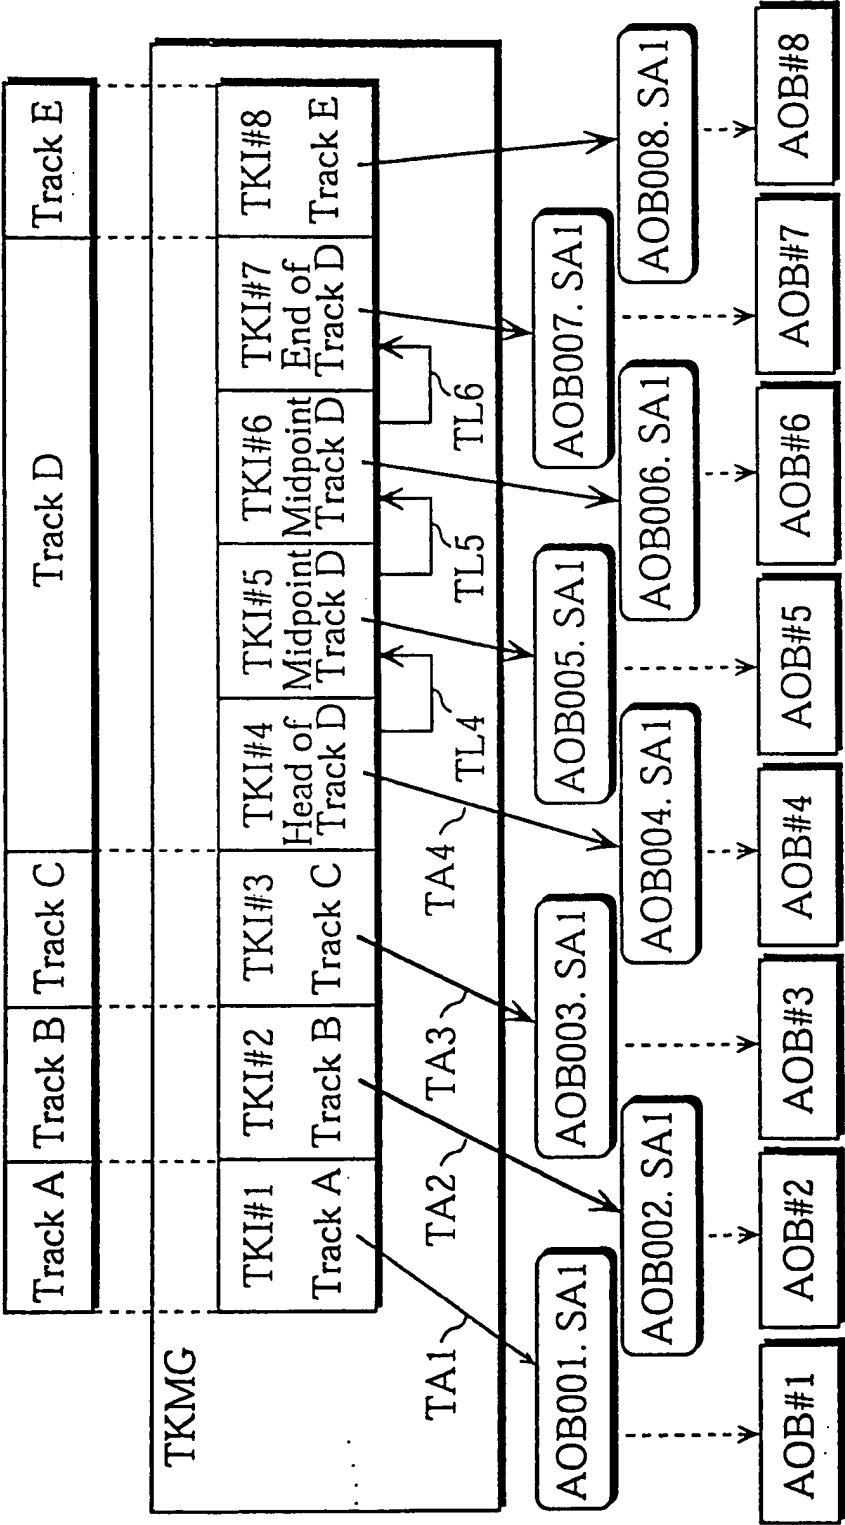 Track A
Track B
Track C
Track D
Track E
TKMG
TKI#1
Track A
TKI#2
Track B
TKI#3
Track C
TKI#4
Head of
Track D
TKI#5
Midpoint
Track D
TKI#6
Midpoint
Track D
TKI#7
End of
Track D
TKI#8
Track E
TA1
TA2
TA3
TA4
TL4
TL5
TL6
AOB001. SA1
AOB002. SA1
AOB003. SA1
AOB004. SA1
AOB005. SA1
AOB006. SA1
AOB007. SA1
AOB008. SA1
AOB#1
AOB#2
AOB#3
AOB#4
AOB#5
AOB#6
AOB#7
AOB#8